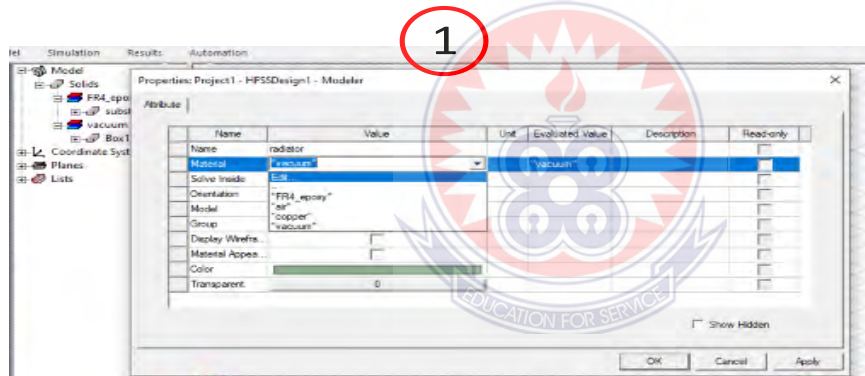 1
el Simulation Results Automation
Model
Solids
FR4_epo
subst
vacuum
Box1
Coordinate Syst
Planes
Lists
Properties: Project1 - HFSSDesign1 - Modeler
Attribute
Name Value Unit Evaluated Value Description Read-only
Name radiator
Material "vacuum" "vacuum"
Solve Inside Edit...
Orientation "FR4_epoxy"
Model "air"
Group "copper"
"vacuum"
Display Wirefra...
Material Appea...
Color
Transparent 0
Show Hidden
OK Cancel Apply
EDUCATION FOR SERVICE